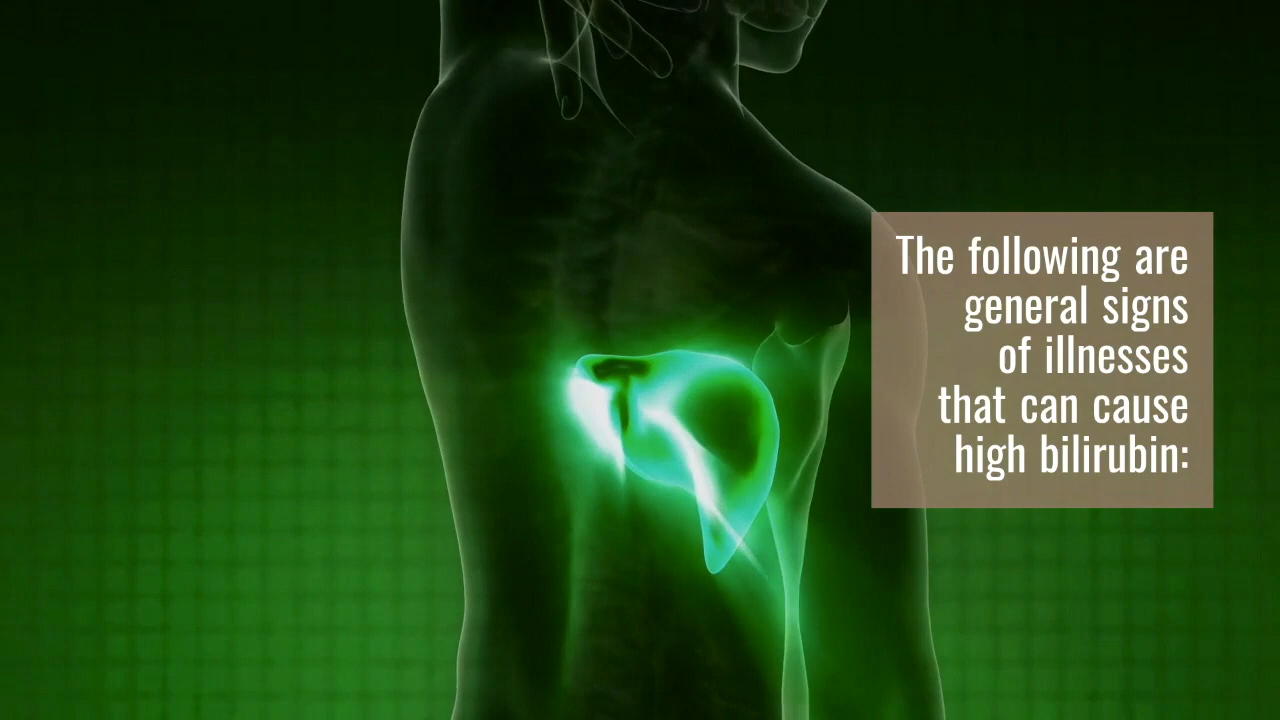 The following are
general signs
of illnesses
that can cause
high bilirubin: